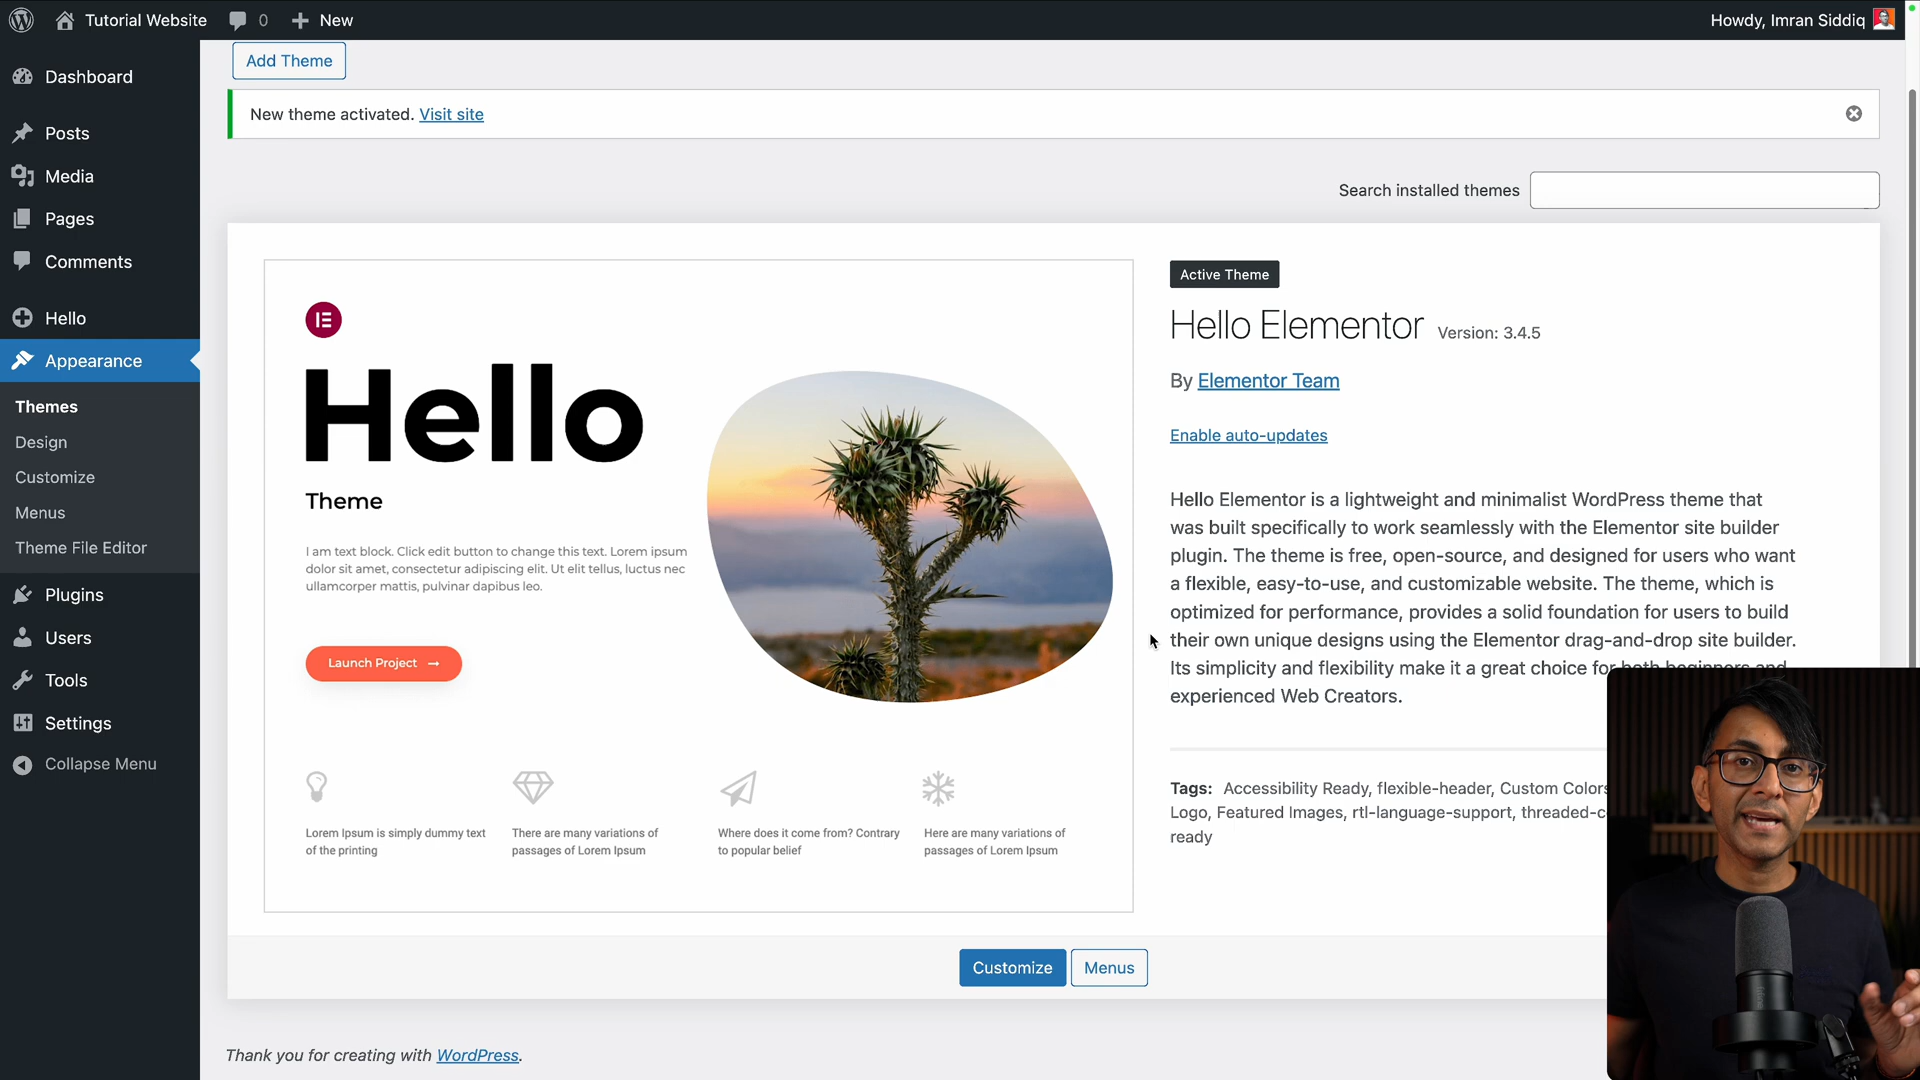 Tutorial Website
0
New
Howdy, Imran Siddiq
Dashboard
Posts
Media
Pages
Comments
Hello
Appearance
Themes
Design
Customize
Menus
Theme File Editor
Plugins
Users
Tools
Settings
Collapse Menu
Add Theme
New theme activated. Visit site
Search installed themes
Hello
Theme
I am text block. Click edit button to change this text. Lorem ipsum
dolor sit amet, consectetur adipiscing elit. Ut elit tellus, luctus nec
ullamcorper mattis, pulvinar dapibus leo.
Launch Project →
Lorem Ipsum is simply dummy text
of the printing
There are many variations of
passages of Lorem Ipsum
Where does it come from? Contrary
to popular belief
Here are many variations of
passages of Lorem Ipsum
Active Theme
Hello Elementor Version: 3.4.5
By Elementor Team
Enable auto-updates
Hello Elementor is a lightweight and minimalist WordPress theme that
was built specifically to work seamlessly with the Elementor site builder
plugin. The theme is free, open-source, and designed for users who want
a flexible, easy-to-use, and customizable website. The theme, which is
optimized for performance, provides a solid foundation for users to build
their own unique designs using the Elementor drag-and-drop site builder.
Its simplicity and flexibility make it a great choice for both beginners and
experienced Web Creators.
Tags: Accessibility Ready, flexible-header, Custom Colors
Logo, Featured Images, rtl-language-support,
ready
Customize
Menus
Thank you for creating with WordPress.